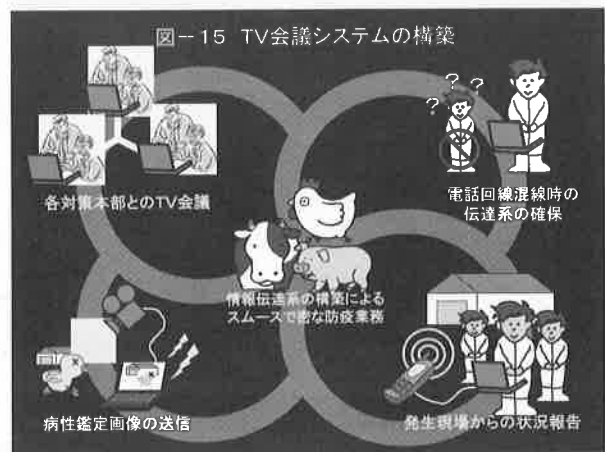 図--15 TV会議システムの構築
? ? ?
各対策本部とのTV会議
電話回線混線時の
伝達系の確保
情報伝達系の構築による
スムースで密な防疫業務
病性鑑定画像の送信
発生現場からの状況報告